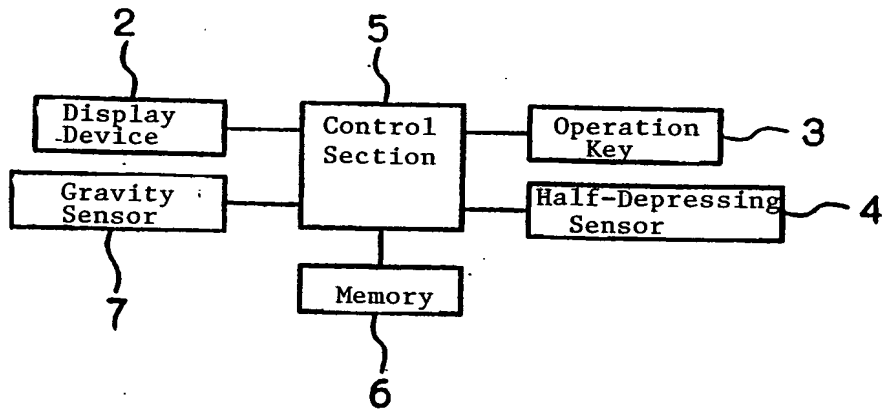 2
5
Display
Device
Control
Section
Operation
Key
3
Gravity
Sensor
Half-Depressing
Sensor
4
7
Memory
6